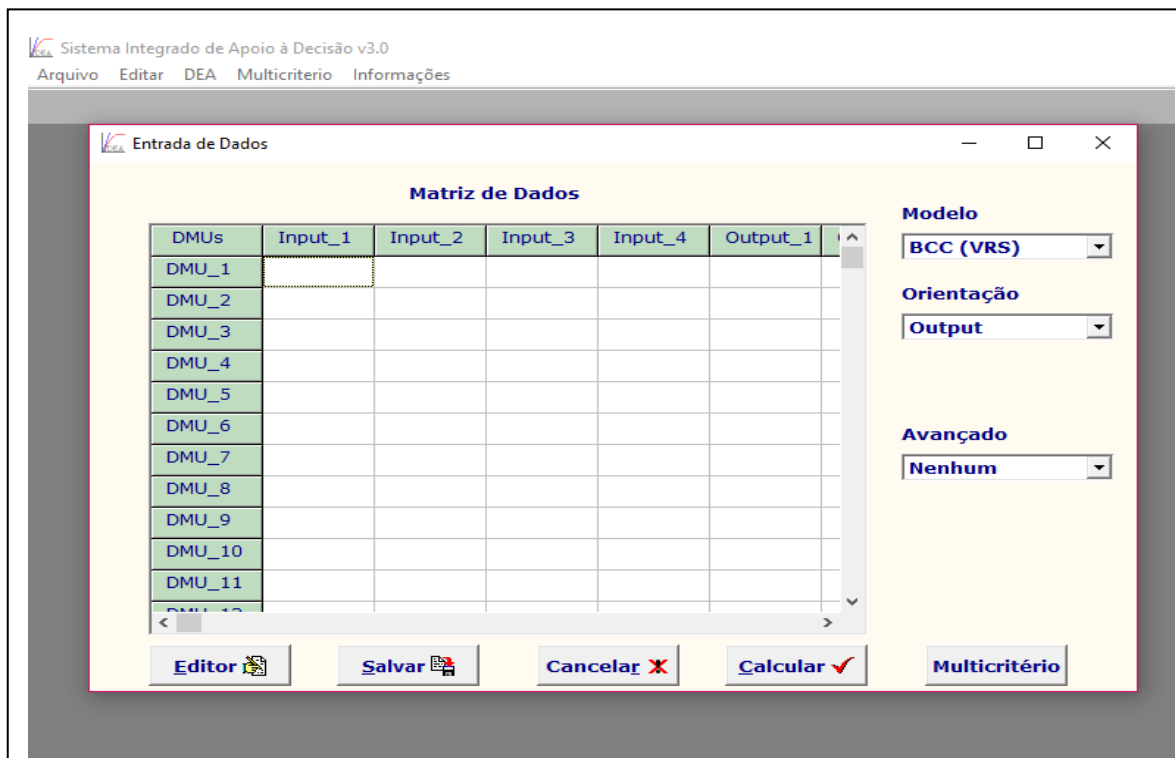 Sistema Integrado de Apoio à Decisão v3.0
Arquivo Editar DEA Multicriterio Informações
Entrada de Dados
Matriz de Dados
DMUs Input_1 Input_2 Input_3 Input_4 Output_1
DMU_1
DMU_2
DMU_3
DMU_4
DMU_5
DMU_6
DMU_7
DMU_8
DMU_9
DMU_10
DMU_11
Modelo
BCC (VRS)
Orientação
Output
Avançado
Nenhum
Editor Salvar Cancelar Calcular Multicritério